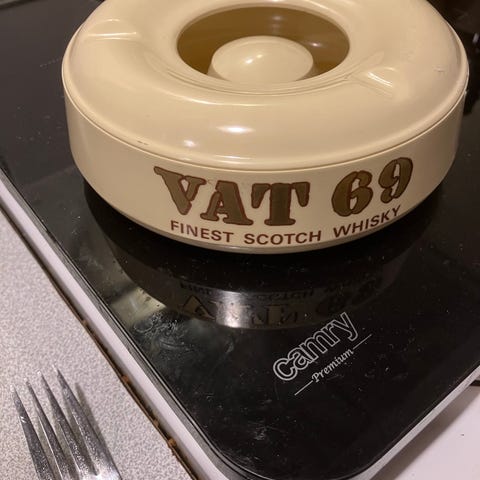 VAT 69
FINEST SCOTCH WHISKY
camry
Premium